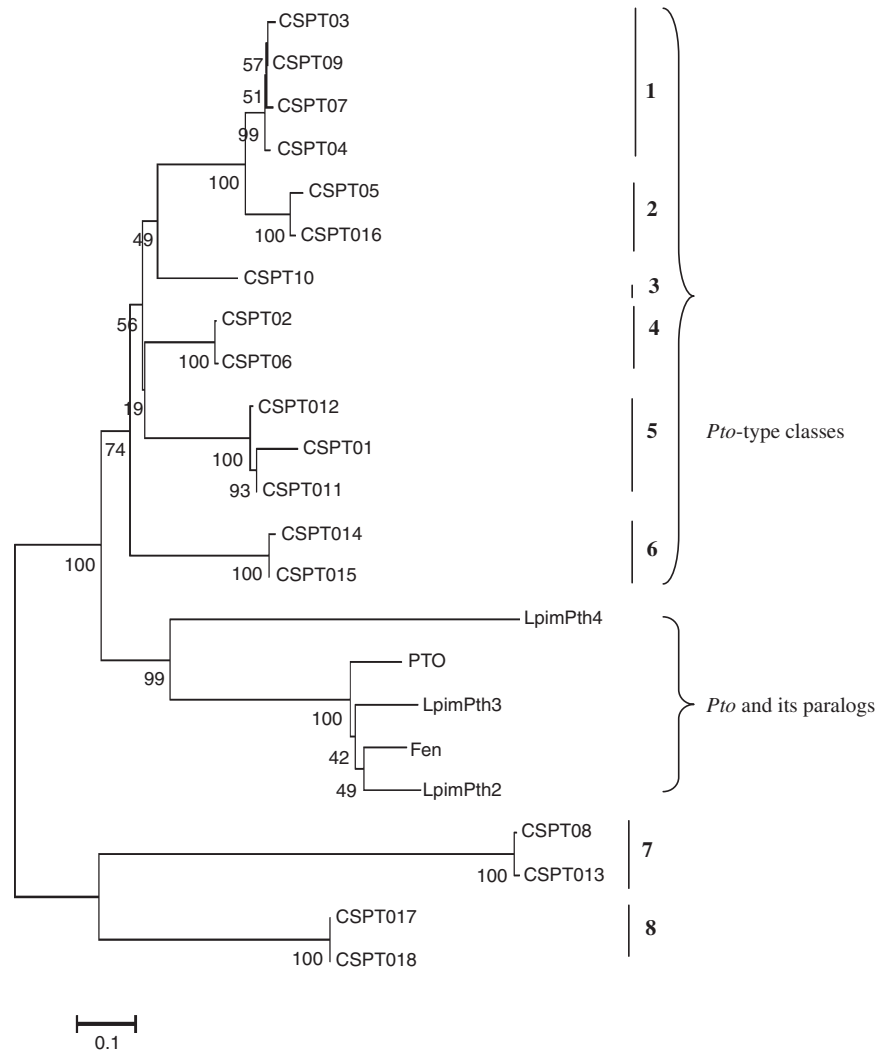 CSPT03
57 CSPT09
1
51 CSPT07
99 CSPT04
100 CSPT05
2
100 CSPT016
49
CSPT10 3
56 CSPT02 4
100 CSPT06
19 CSPT012
5 Pto-type classes
100 CSPT01
74
93 CSPT011
CSPT014
6
100 100 CSPT015
LpimPth4
99 PTO
100 LpimPth3 Pto and its paralogs
42 Fen
49 LpimPth2
CSPT08
7
100 CSPT013
CSPT017
8
100 CSPT018
0.1